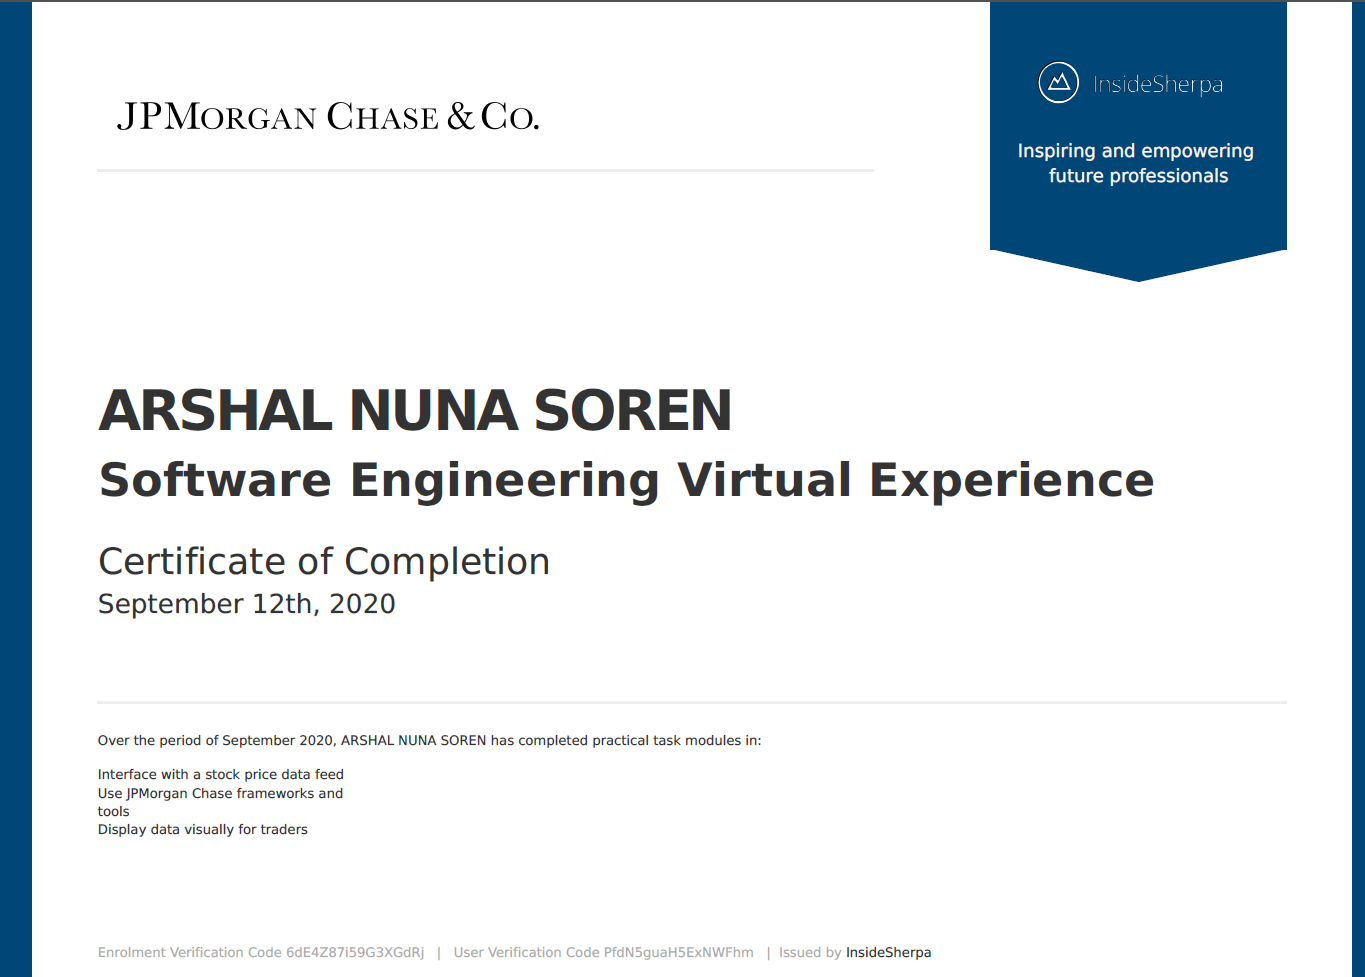 JPMORGAN CHASE & CO.
InsideSherpa
Inspiring and empowering
future professionals
ARSHAL NUNA SOREN
Software Engineering Virtual Experience
Certificate of Completion
September 12th, 2020
Over the period of September 2020, ARSHAL NUNA SOREN has completed practical task modules in:
Interface with a stock price data feed
Use JPMorgan Chase frameworks and
tools
Display data visually for traders
Enrolment Verification Code 6dE4Z87i59G3XGdRj | User Verification Code PfdN5guaH5ExNWFhm | Issued by InsideSherpa